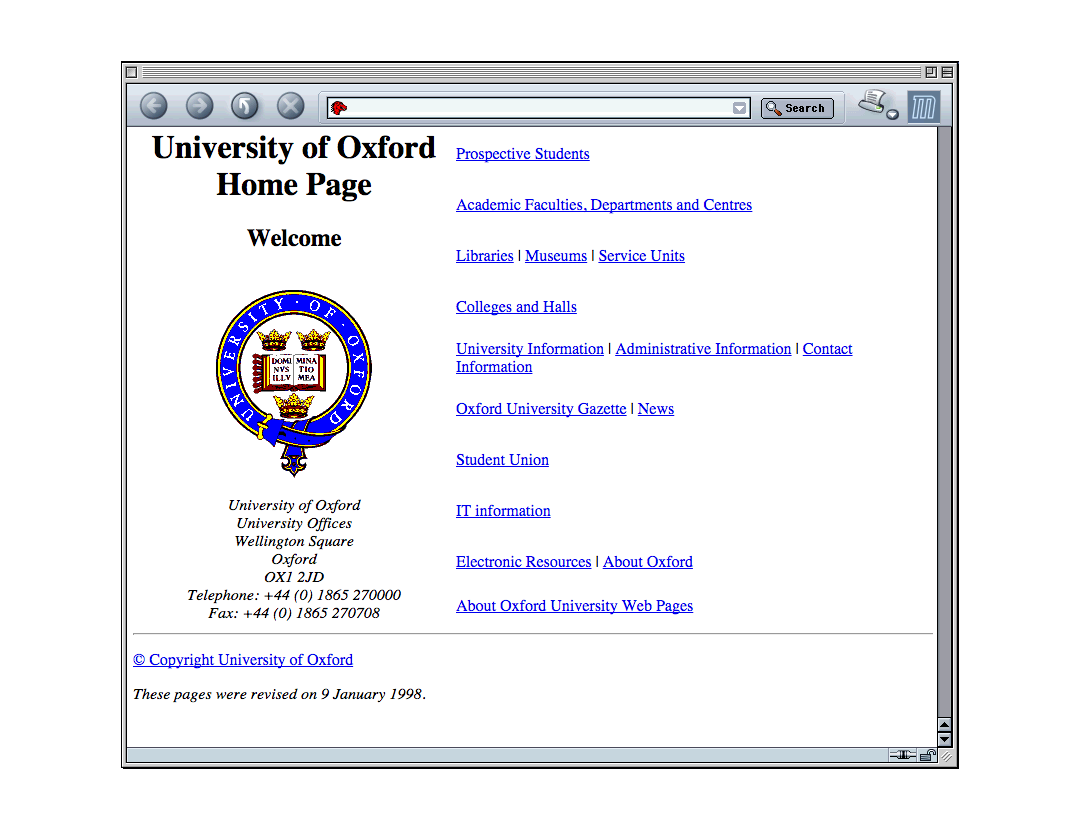 Search
University of Oxford
Home Page
Welcome
UNIVERSITY · OF · OXFORD
DOMI MINA
NVS TIO
ILLV MEA
University of Oxford
University Offices
Wellington Square
Oxford
OX1 2JD
Telephone: +44 (0) 1865 270000
Fax: +44 (0) 1865 270708
Prospective Students
Academic Faculties, Departments and Centres
Libraries | Museums | Service Units
Colleges and Halls
University Information | Administrative Information | Contact
Information
Oxford University Gazette | News
Student Union
IT information
Electronic Resources | About Oxford
About Oxford University Web Pages
© Copyright University of Oxford
These pages were revised on 9 January 1998.